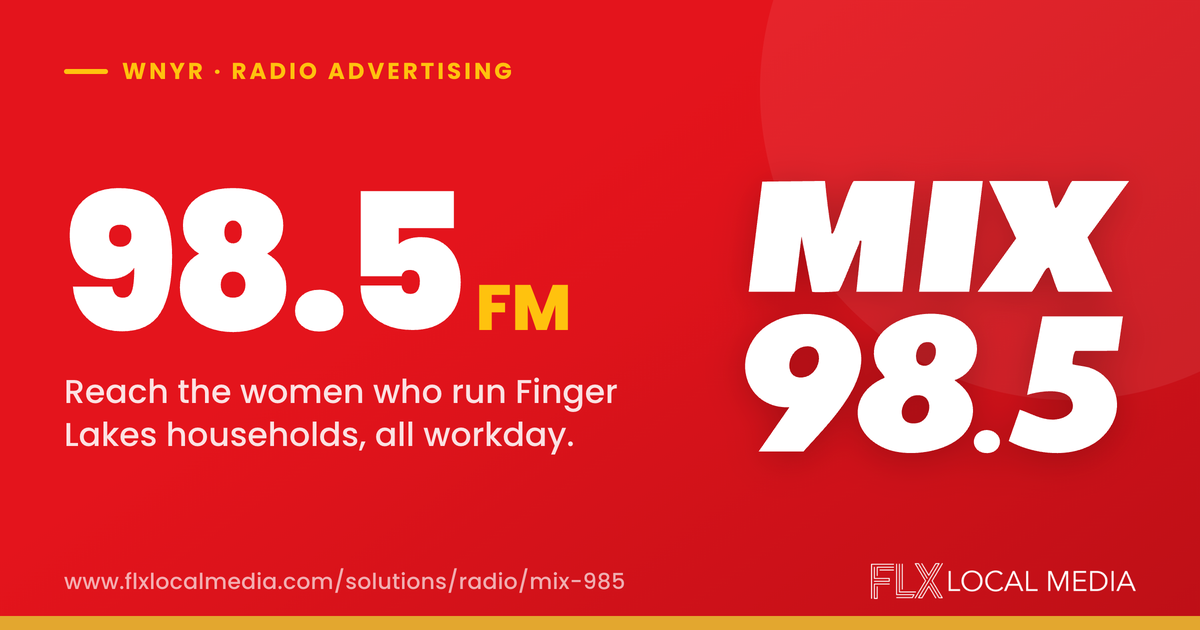 WNYR · RADIO ADVERTISING
98.5 FM
Reach the women who run Finger
Lakes households, all workday.
MIX
98.5
www.flxlocalmedia.com/solutions/radio/mix-985
FLX LOCAL MEDIA